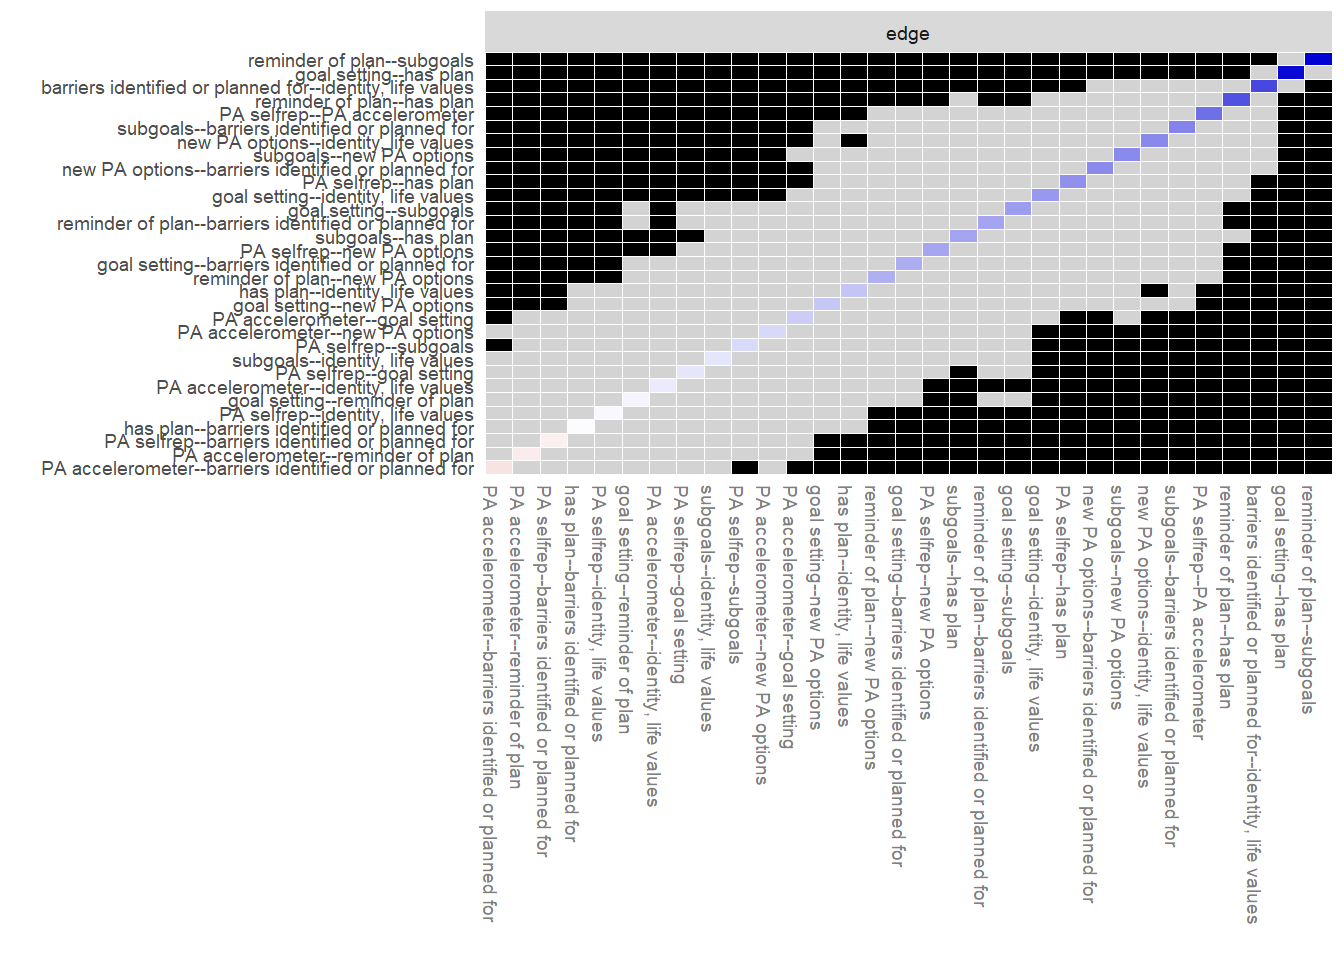 edge
reminder of plan--subgoals
goal setting--has plan
barriers identified or planned for--identity, life values
reminder of plan--has plan
PA selfrep--PA accelerometer
subgoals--barriers identified or planned for
new PA options--identity, life values
subgoals--new PA options
new PA options--barriers identified or planned for
PA selfrep--has plan
goal setting--identity, life values
goal setting--subgoals
reminder of plan--barriers identified or planned for
subgoals--has plan
PA selfrep--new PA options
goal setting--barriers identified or planned for
reminder of plan--new PA options
has plan--identity, life values
goal setting--new PA options
PA accelerometer--goal setting
PA accelerometer--new PA options
PA selfrep--subgoals
subgoals--identity, life values
PA selfrep--goal setting
PA accelerometer--identity, life values
goal setting--reminder of plan
PA selfrep--identity, life values
has plan--barriers identified or planned for
PA selfrep--barriers identified or planned for
PA accelerometer--reminder of plan
PA accelerometer--barriers identified or planned for
PA accelerometer--barriers identified or planned for
PA accelerometer--reminder of plan
PA selfrep--barriers identified or planned for
has plan--barriers identified or planned for
PA selfrep--identity, life values
goal setting--reminder of plan
PA accelerometer--identity, life values
PA selfrep--goal setting
subgoals--identity, life values
PA selfrep--subgoals
PA accelerometer--new PA options
PA accelerometer--goal setting
goal setting--new PA options
has plan--identity, life values
reminder of plan--new PA options
goal setting--barriers identified or planned for
PA selfrep--new PA options
subgoals--has plan
reminder of plan--barriers identified or planned for
goal setting--subgoals
goal setting--identity, life values
PA selfrep--has plan
new PA options--barriers identified or planned for
subgoals--new PA options
new PA options--identity, life values
subgoals--barriers identified or planned for
PA selfrep--PA accelerometer
reminder of plan--has plan
barriers identified or planned for--identity, life values
goal setting--has plan
reminder of plan--subgoals